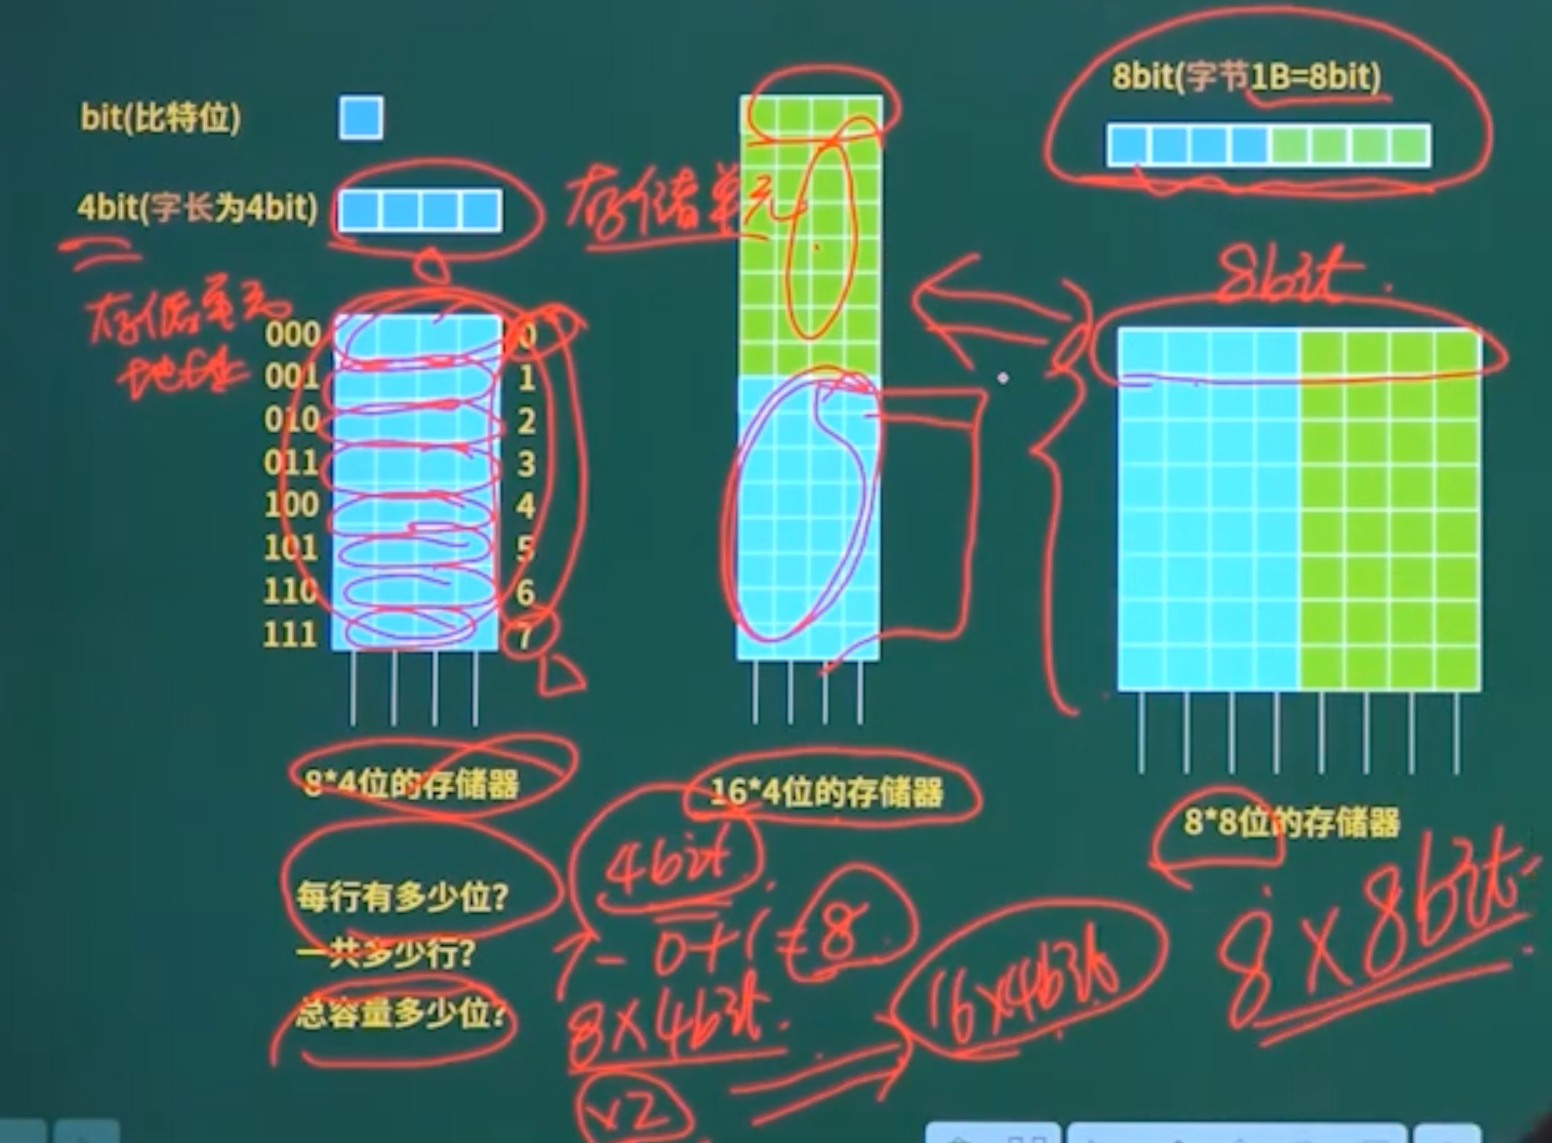 bit(比特位)
4bit(字长为4bit)
存储单元
8bit(字节1B=8bit)
8bit
存储单元
地址
000 0
001 1
010 2
011 3
100 4
101 5
110 6
111 7
8*4位的存储器
16*4位的存储器
8*8位的存储器
每行有多少位?
4bit
一共多少行?
7-0+1=8
总容量多少位?
8×4bit
×2
16×4bit
8×8bit